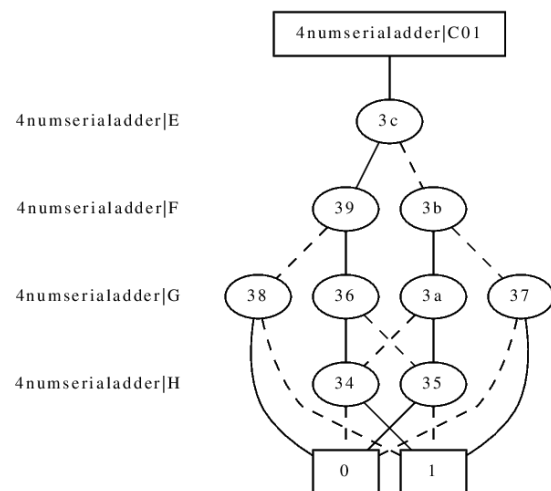 4numserialadder|C01
4numserialadder|E 3c
4numserialadder|F 39 3b
4numserialadder|G 38 36 3a 37
4numserialadder|H 34 35
0 1